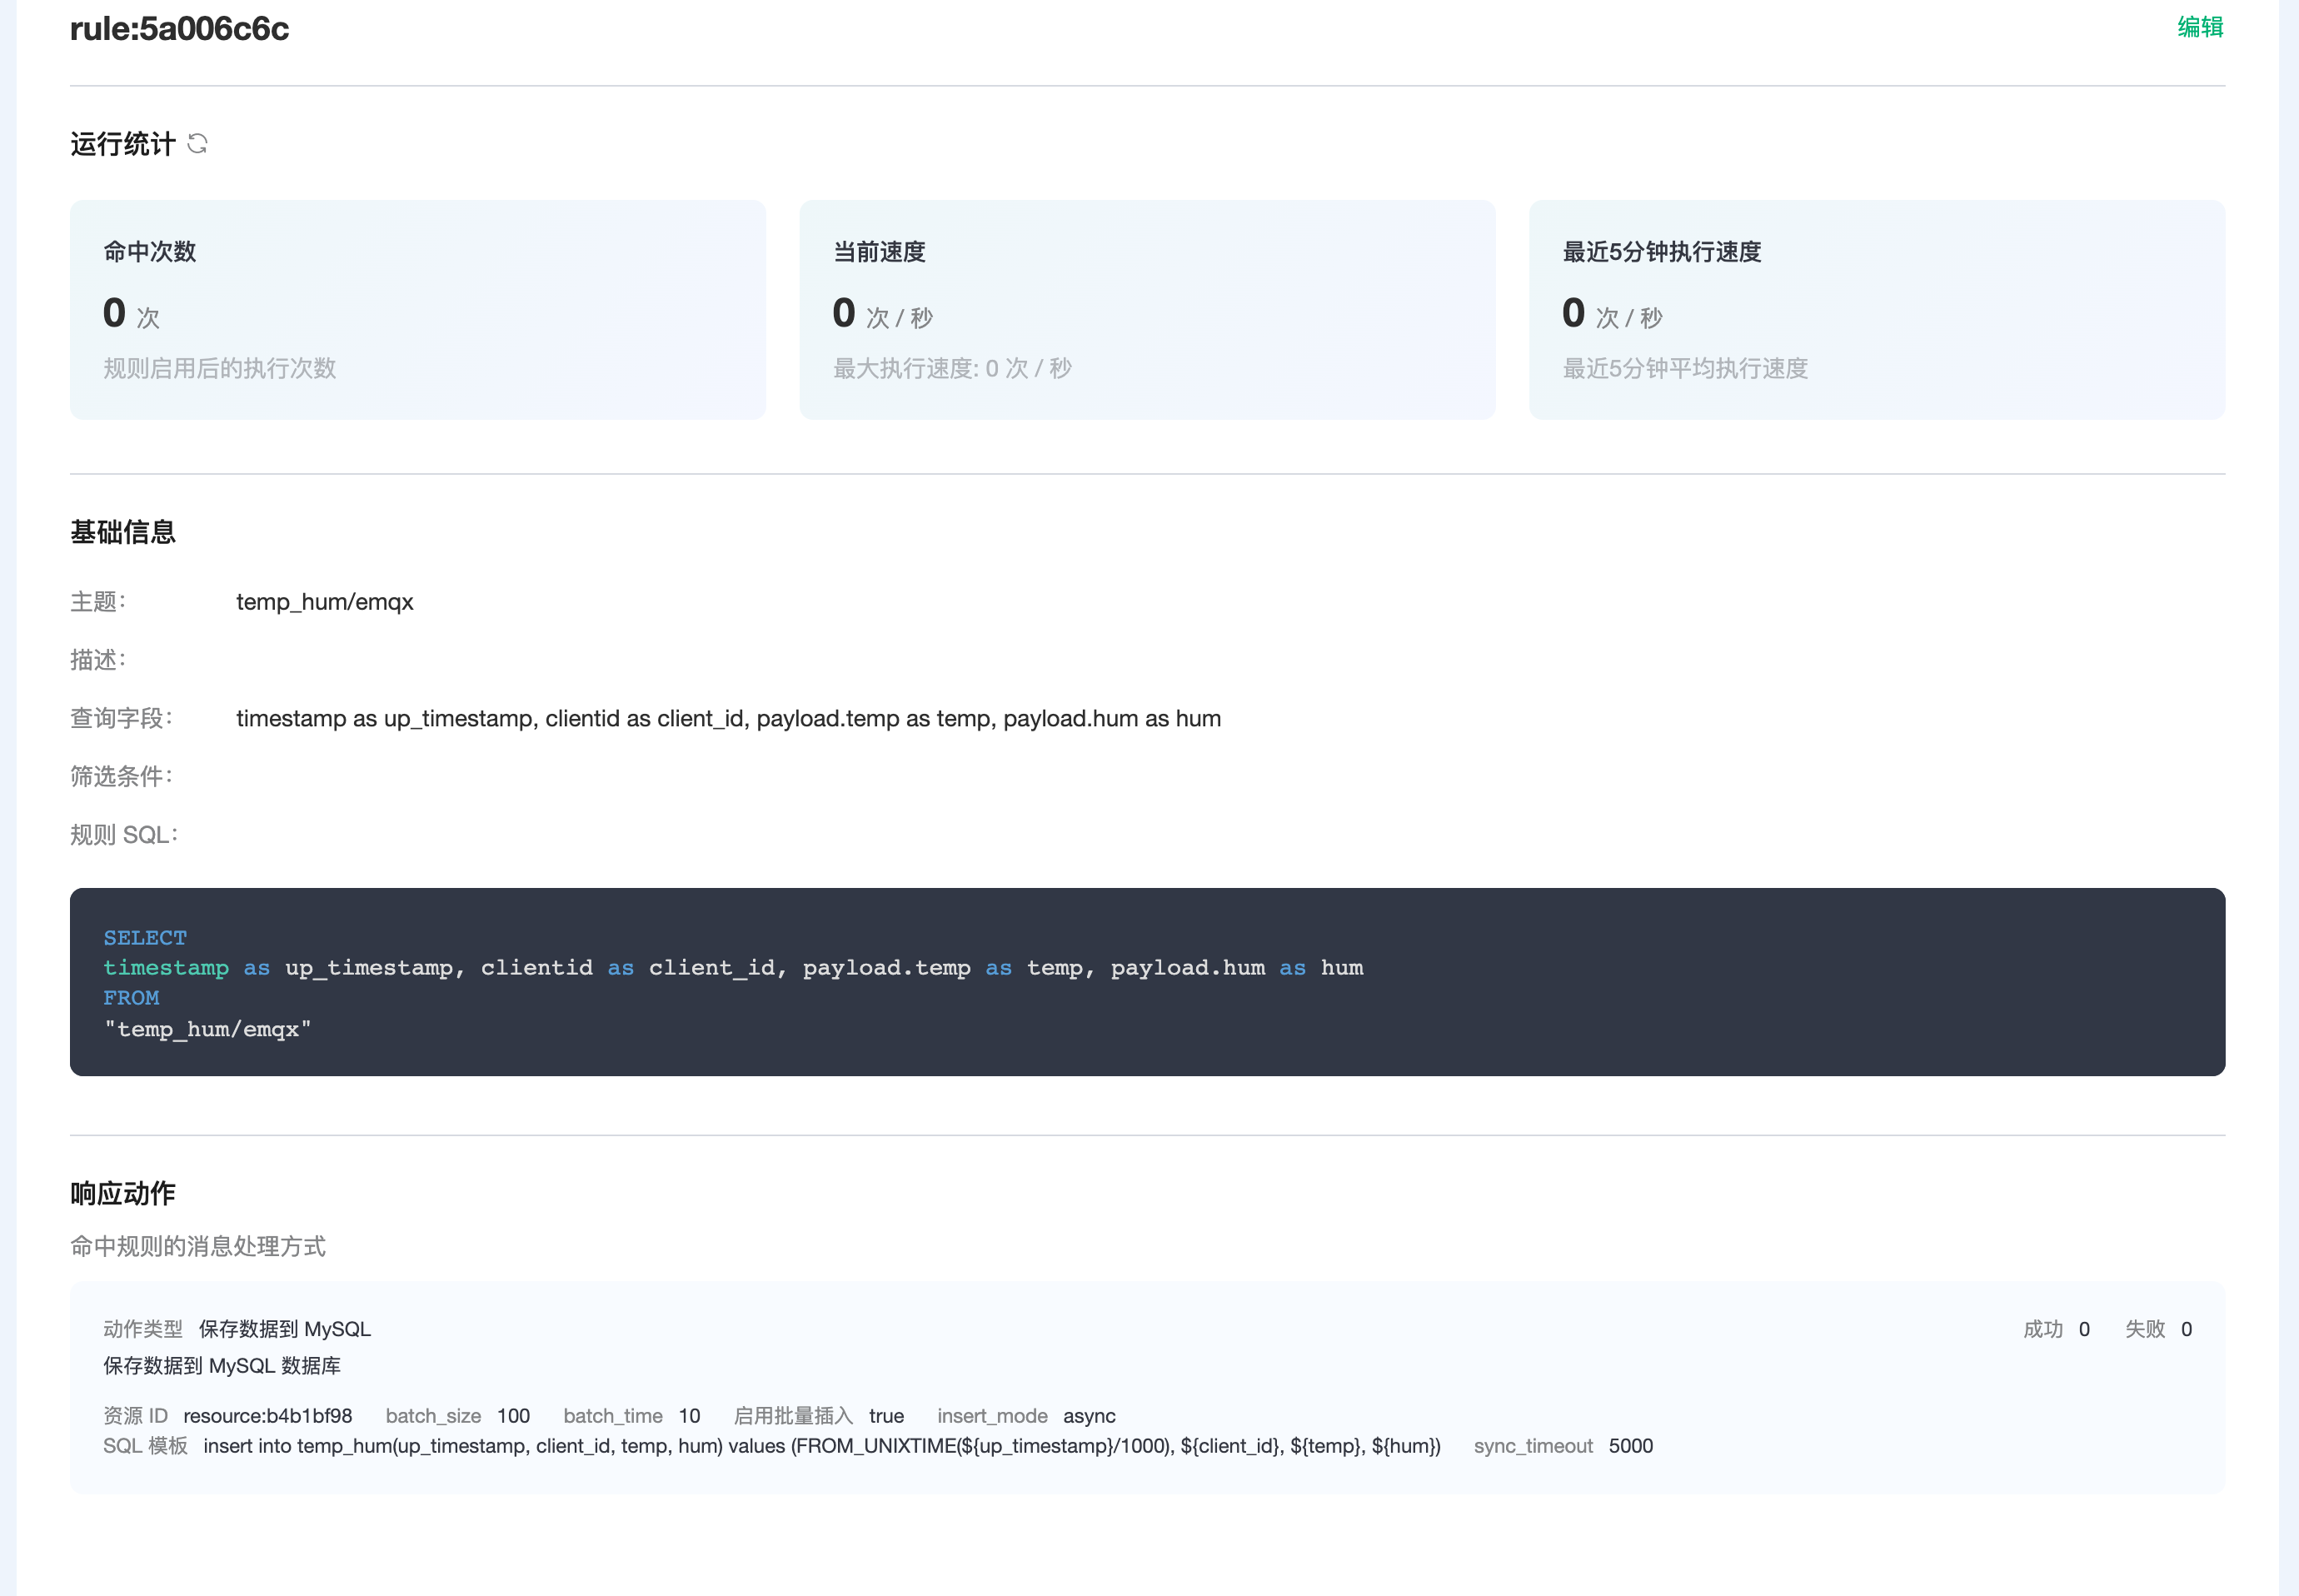 rule:5a006c6c
编辑
运行统计
命中次数
0 次
规则启用后的执行次数
当前速度
0 次 / 秒
最大执行速度: 0 次 / 秒
最近5分钟执行速度
0 次 / 秒
最近5分钟平均执行速度
基础信息
主题： temp_hum/emqx
描述：
查询字段： timestamp as up_timestamp, clientid as client_id, payload.temp as temp, payload.hum as hum
筛选条件：
规则 SQL：
SELECT
timestamp as up_timestamp, clientid as client_id, payload.temp as temp, payload.hum as hum
FROM
"temp_hum/emqx"
响应动作
命中规则的消息处理方式
动作类型 保存数据到 MySQL 成功 0 失败 0
保存数据到 MySQL 数据库
资源 ID resource:b4b1bf98 batch_size 100 batch_time 10 启用批量插入 true insert_mode async
SQL 模板 insert into temp_hum(up_timestamp, client_id, temp, hum) values (FROM_UNIXTIME(${up_timestamp}/1000), ${client_id}, ${temp}, ${hum}) sync_timeout 5000